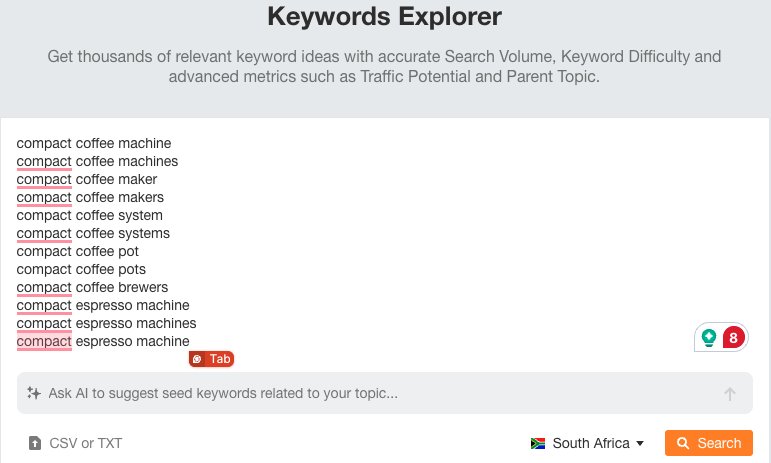 Keywords Explorer
Get thousands of relevant keyword ideas with accurate Search Volume, Keyword Difficulty and
advanced metrics such as Traffic Potential and Parent Topic.
compact coffee machine
compact coffee machines
compact coffee maker
compact coffee makers
compact coffee system
compact coffee systems
compact coffee pot
compact coffee pots
compact coffee brewers
compact espresso machine
compact espresso machines
compact espresso machine
8
Tab
Ask AI to suggest seed keywords related to your topic...
CSV or TXT South Africa Search